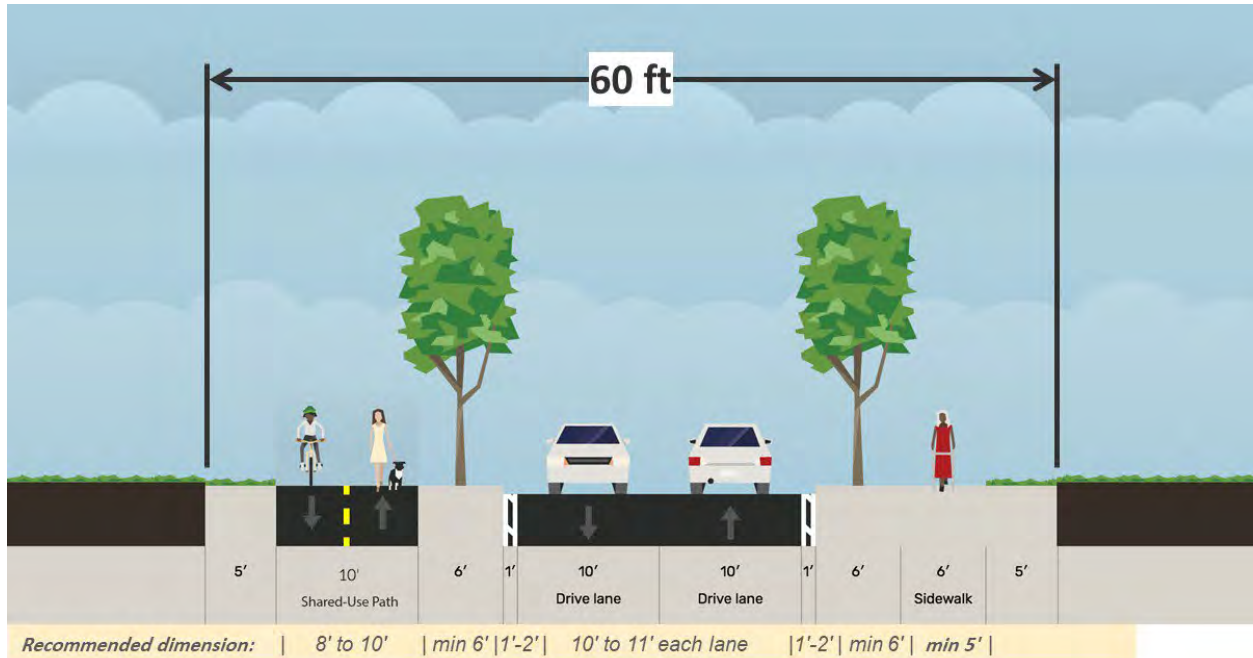 60 ft
5' 10' 6' 1' 10' 10' 1' 6' 6' 5'
Shared-Use Path Drive lane Drive lane Sidewalk
Recommended dimension: | 8' to 10' | min 6' |1'-2' | 10' to 11' each lane |1'-2' | min 6' | min 5' |